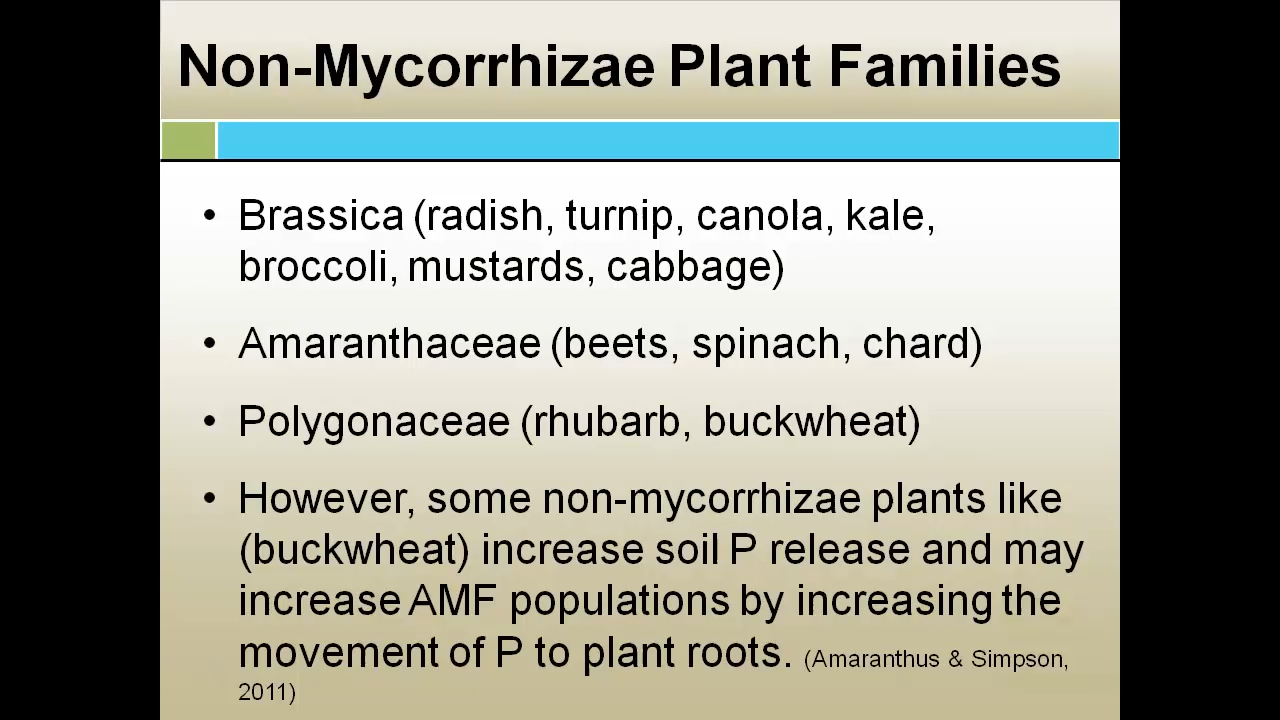 Non-Mycorrhizae Plant Families
• Brassica (radish, turnip, canola, kale,
broccoli, mustards, cabbage)
• Amaranthaceae (beets, spinach, chard)
• Polygonaceae (rhubarb, buckwheat)
• However, some non-mycorrhizae plants like
(buckwheat) increase soil P release and may
increase AMF populations by increasing the
movement of P to plant roots. (Amaranthus & Simpson,
2011)